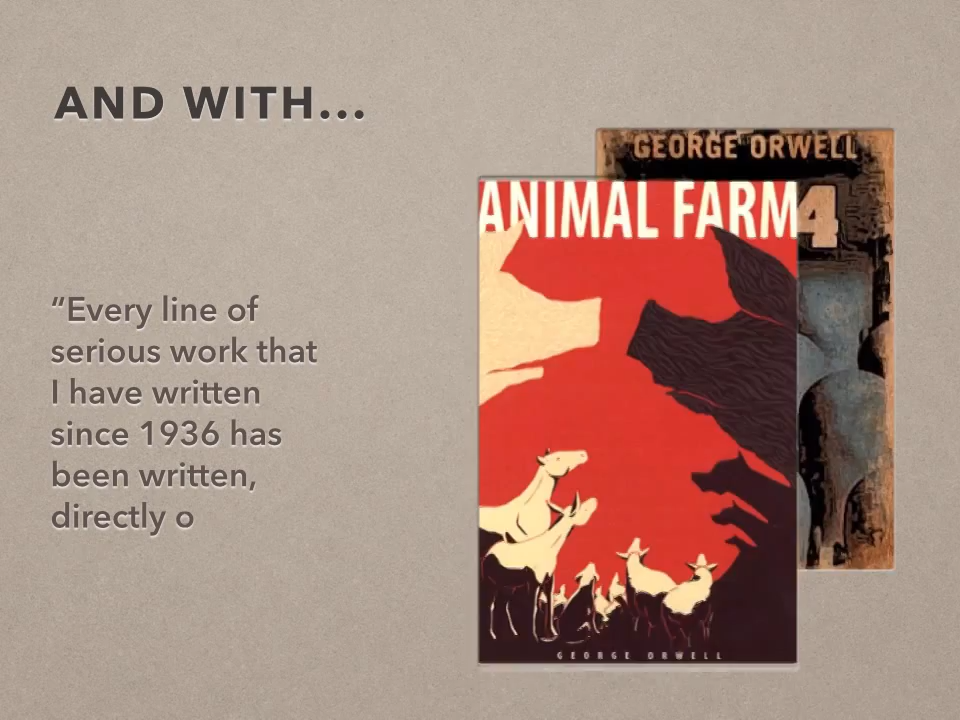 AND WITH...
GEORGE ORWELL
4
ANIMAL FARM
“Every line of
serious work that
I have written
since 1936 has
been written,
directly o
GEORGE ORWELL